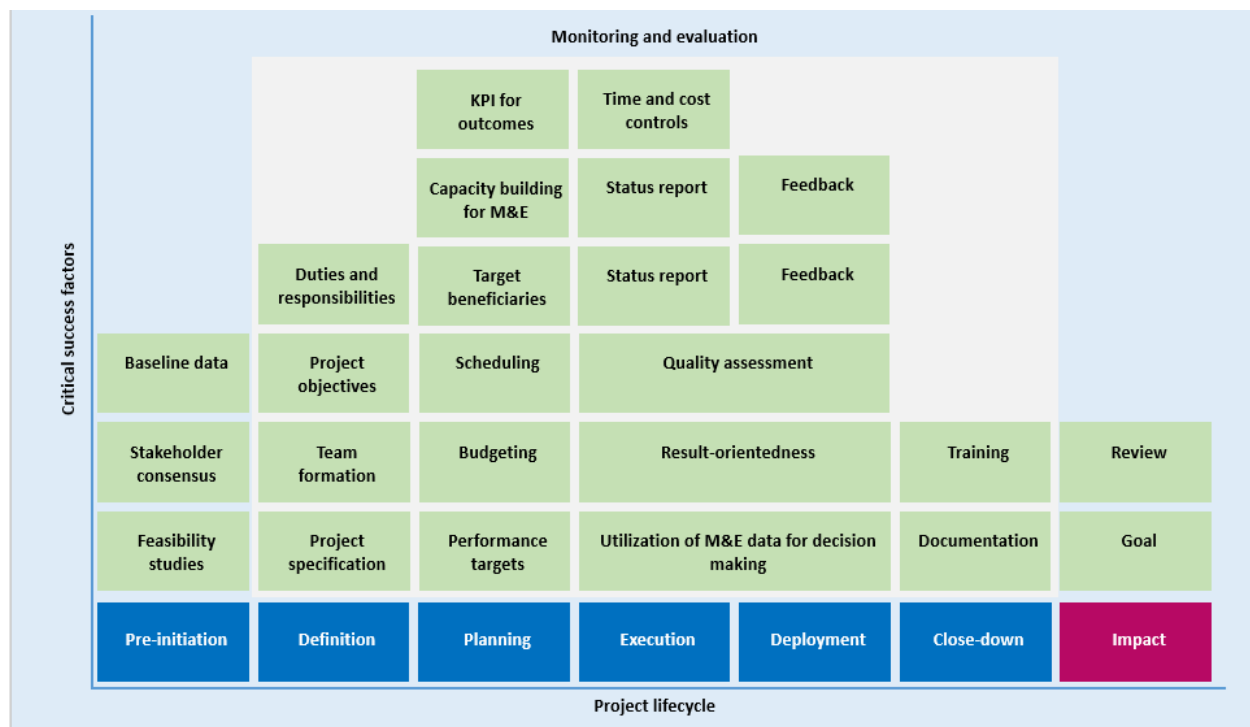 Monitoring and evaluation
KPI for
outcomes
Time and cost
controls
Capacity building
for M&E
Status report
Feedback
Duties and
responsibilities
Target
beneficiaries
Status report
Feedback
Baseline data
Project
objectives
Scheduling
Quality assessment
Stakeholder
consensus
Team
formation
Budgeting
Result-orientedness
Training
Review
Feasibility
studies
Project
specification
Performance
targets
Utilization of M&E data for decision
making
Documentation
Goal
Pre-initiation
Definition
Planning
Execution
Deployment
Close-down
Impact
Critical success factors
Project lifecycle